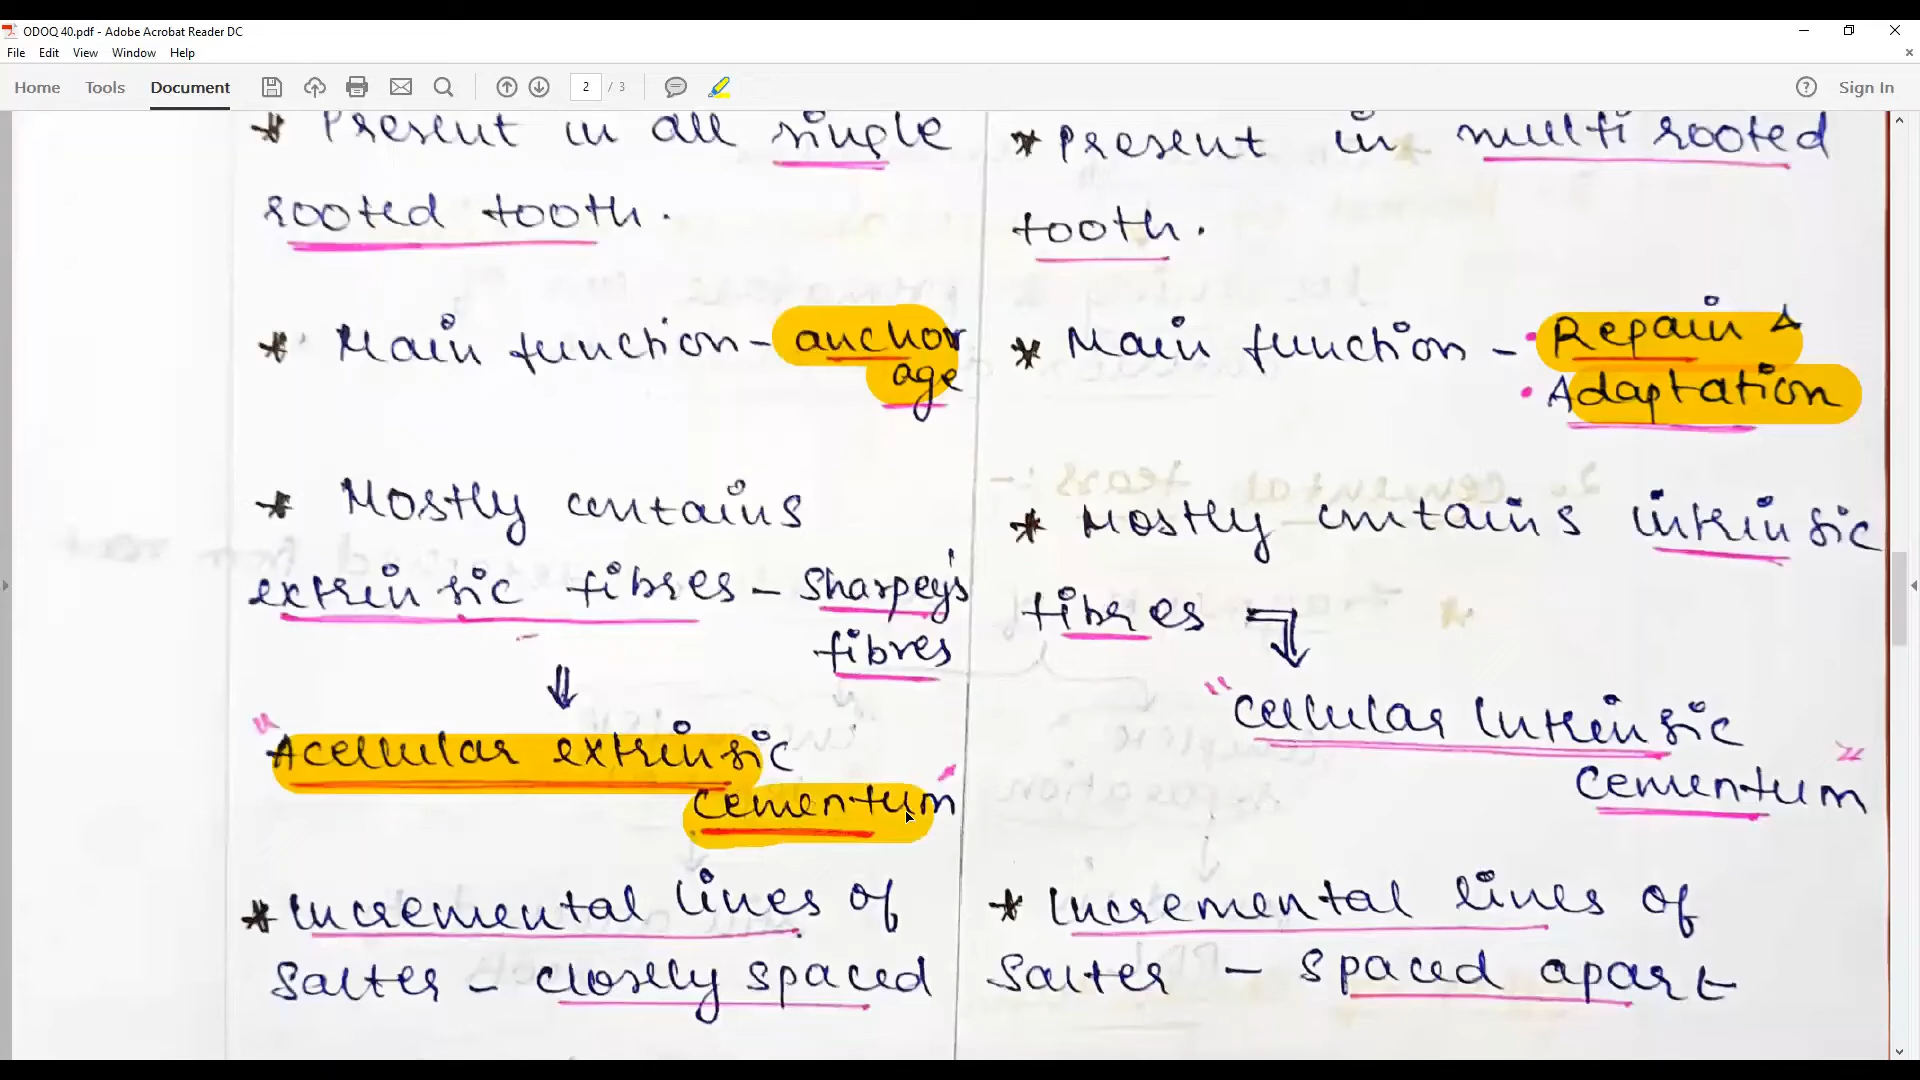 ODOQ 40.pdf - Adobe Acrobat Reader DC
File Edit View Window Help
Home Tools Document 2 / 3 Sign In
* Present in all single
rooted tooth.
* Main function - anchor
age
* Mostly contains
extrinsic fibres - Sharpey's
fibres
⇓
"Acellular extrinsic
cementum"
* Incremental lines of
Salter - closely spaced
* Present in multi rooted
tooth.
* Main function - • Repair &
• Adaptation
* Mostly contains intrinsic
fibres
"Cellular Intrinsic
Cementum"
* Incremental lines of
Salter - spaced apart